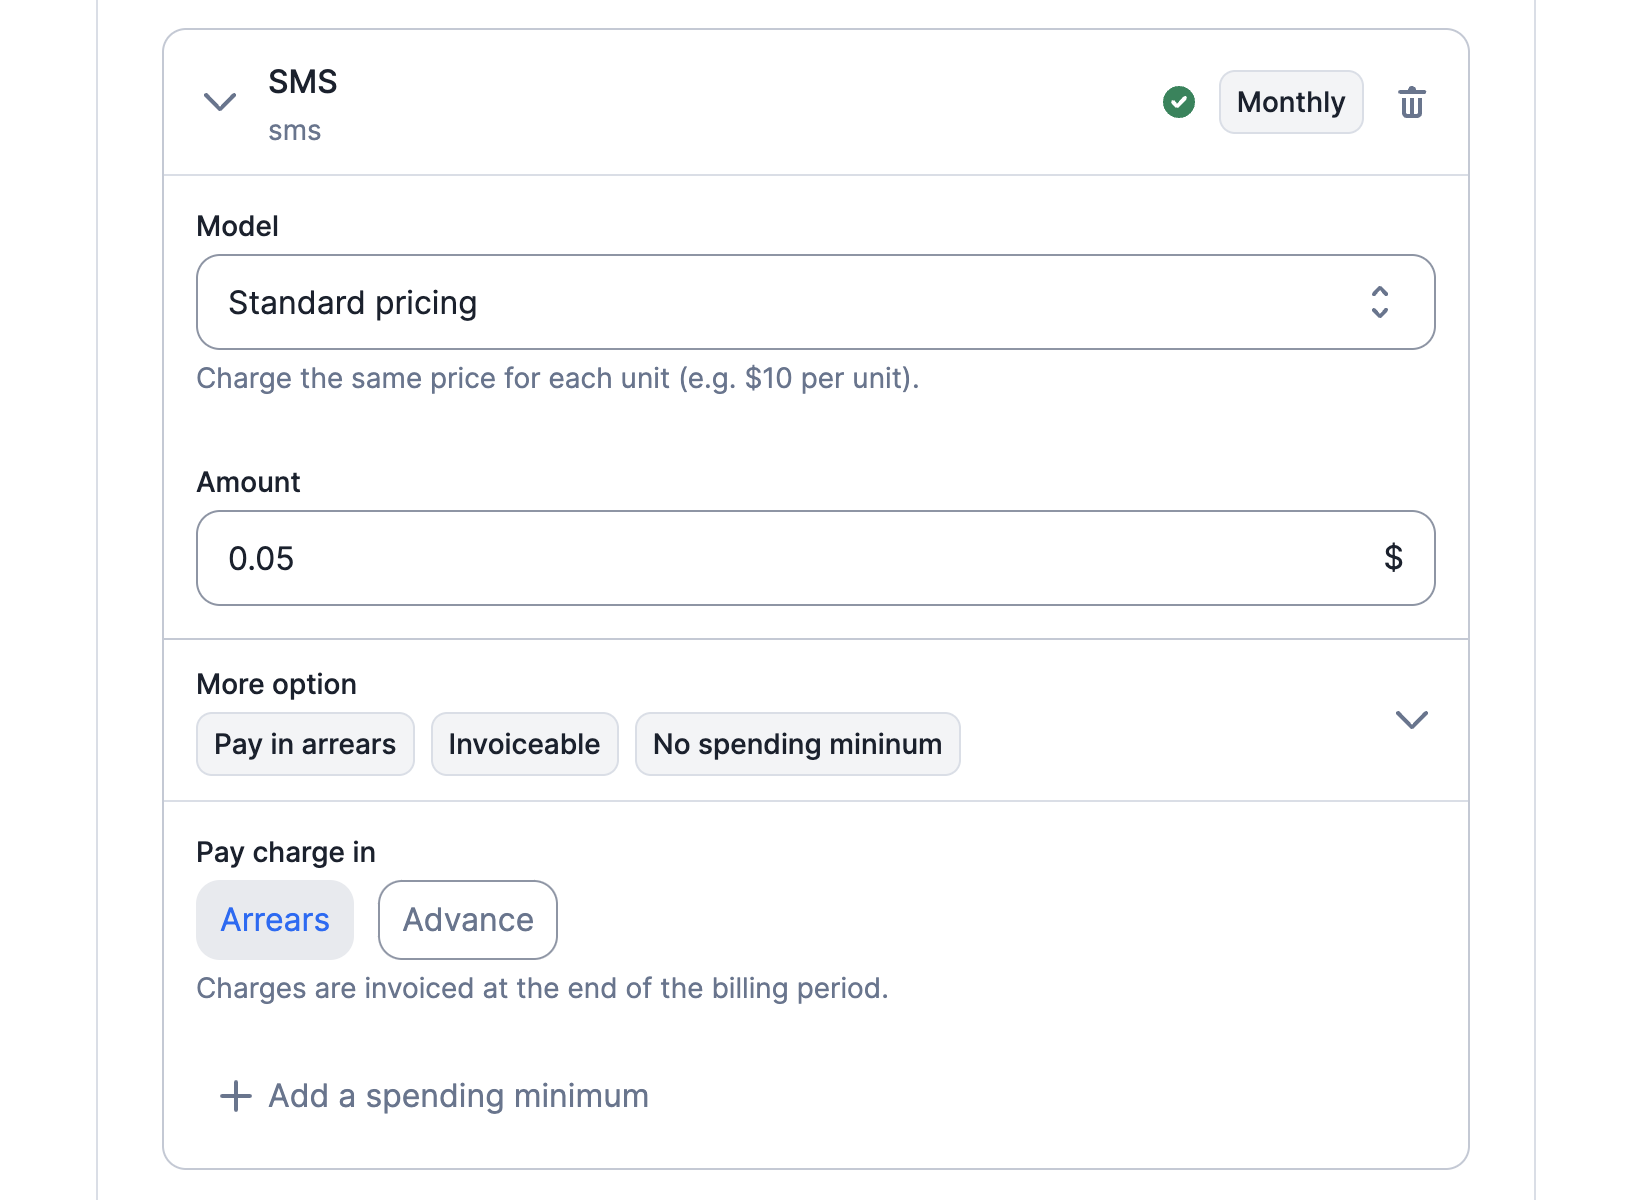 SMS
sms
Monthly
Model
Standard pricing
Charge the same price for each unit (e.g. $10 per unit).
Amount
0.05
$
More option
Pay in arrears
Invoiceable
No spending mininum
Pay charge in
Arrears
Advance
Charges are invoiced at the end of the billing period.
Add a spending minimum